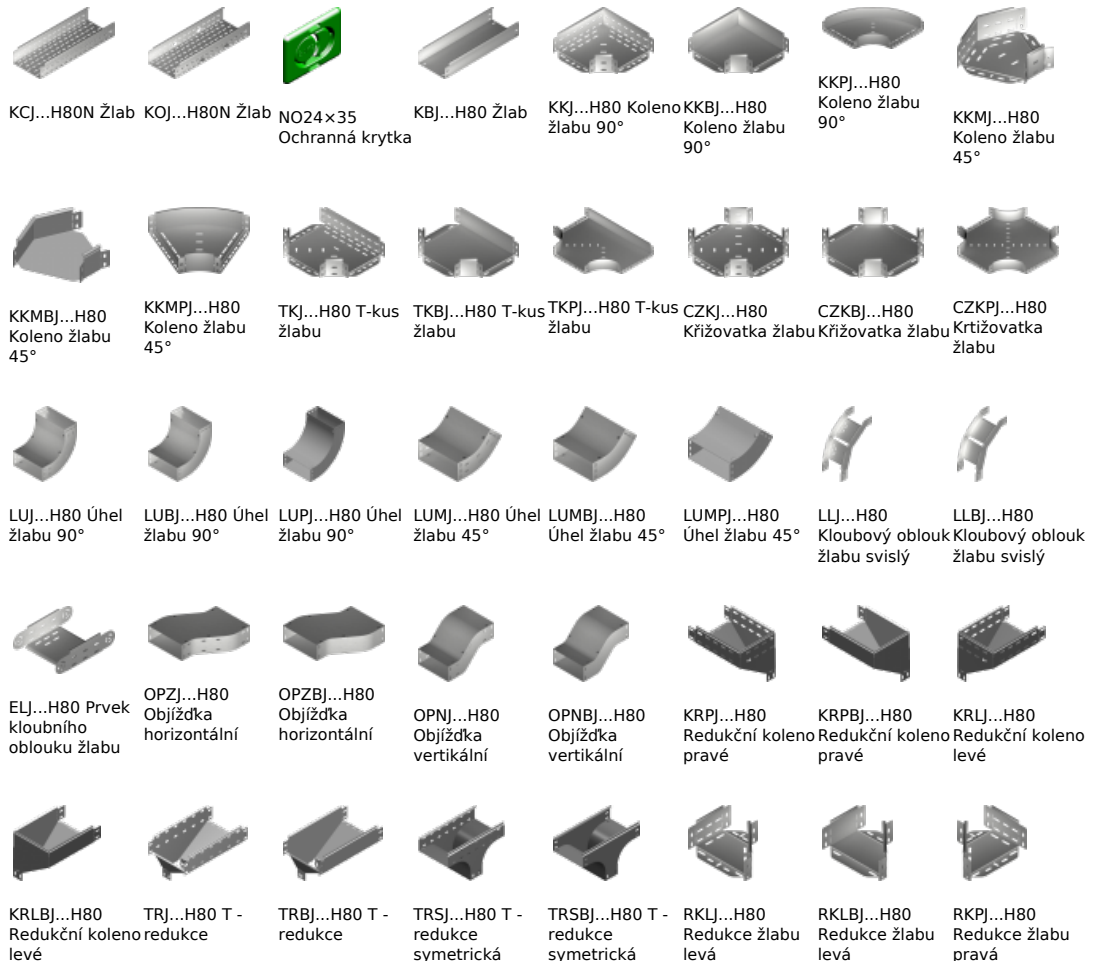 KCJ...H80N Žlab
KOJ...H80N Žlab
NO24×35
Ochranná krytka
KBJ...H80 Žlab
KKJ...H80 Koleno
žlabu 90°
KKBJ...H80
Koleno žlabu
90°
KKPJ...H80
Koleno žlabu
90°
KKMJ...H80
Koleno žlabu
45°
KKMBJ...H80
Koleno žlabu
45°
KKMPJ...H80
Koleno žlabu
45°
TKJ...H80 T-kus
žlabu
TKBJ...H80 T-kus
žlabu
TKPJ...H80 T-kus
žlabu
CZKJ...H80
Křižovatka žlabu
CZKBJ...H80
Křižovatka žlabu
CZKPJ...H80
Krtižovatka
žlabu
LUJ...H80 Úhel
žlabu 90°
LUBJ...H80 Úhel
žlabu 90°
LUPJ...H80 Úhel
žlabu 90°
LUMJ...H80 Úhel
žlabu 45°
LUMBJ...H80
Úhel žlabu 45°
LUMPJ...H80
Úhel žlabu 45°
LLJ...H80
Kloubový oblouk
žlabu svislý
LLBJ...H80
Kloubový oblouk
žlabu svislý
ELJ...H80 Prvek
kloubního
oblouku žlabu
OPZJ...H80
Objížďka
horizontální
OPZBJ...H80
Objížďka
horizontální
OPNJ...H80
Objížďka
vertikální
OPNBJ...H80
Objížďka
vertikální
KRPJ...H80
Redukční koleno
pravé
KRPBJ...H80
Redukční koleno
pravé
KRLJ...H80
Redukční koleno
levé
KRLBJ...H80
Redukční koleno
levé
TRJ...H80 T -
redukce
TRBJ...H80 T -
redukce
TRSJ...H80 T -
redukce
symetrická
TRSBJ...H80 T -
redukce
symetrická
RKLJ...H80
Redukce žlabu
levá
RKLBJ...H80
Redukce žlabu
levá
RKPJ...H80
Redukce žlabu
pravá